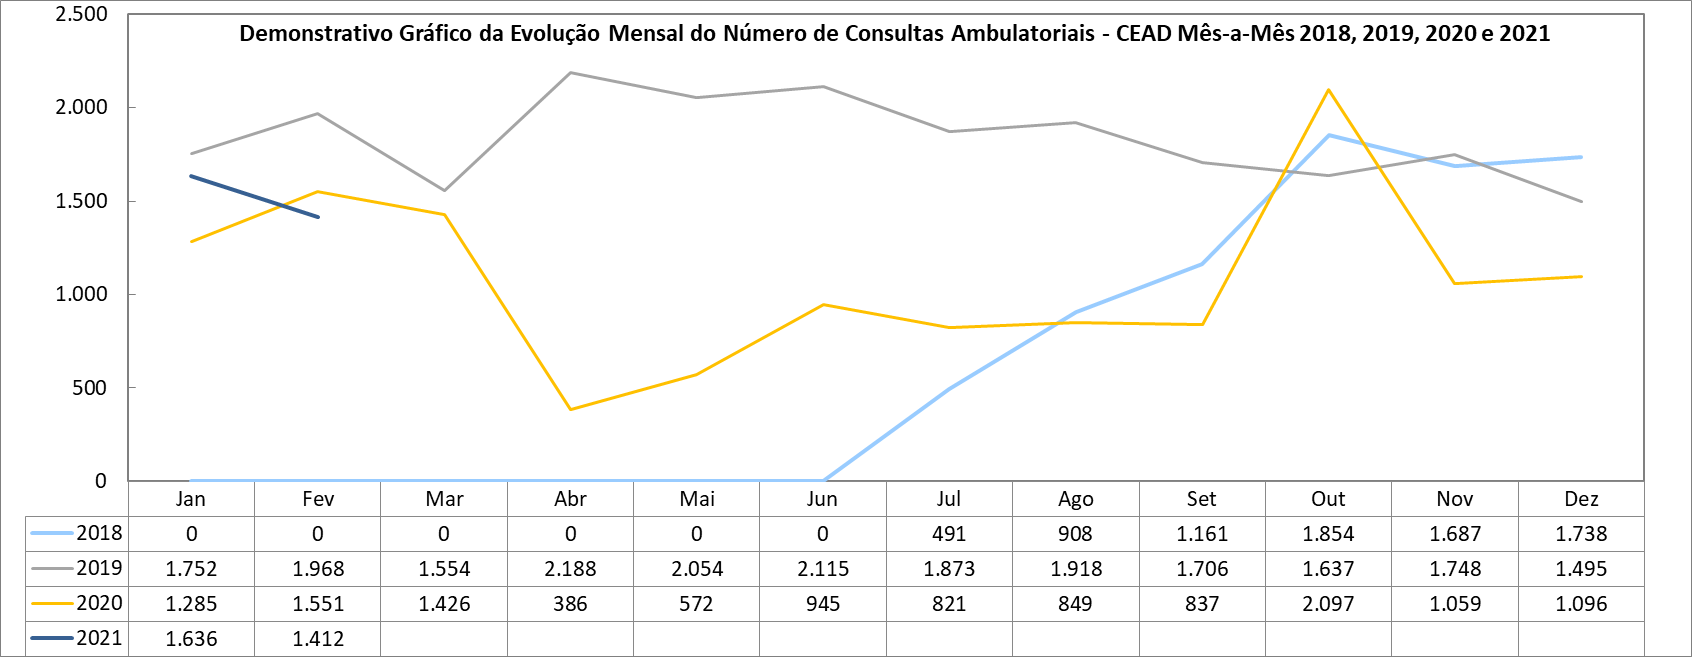 Demonstrativo Gráfico da Evolução Mensal do Número de Consultas Ambulatoriais - CEAD Mês-a-Mês 2018, 2019, 2020 e 2021
2.500
2.000
1.500
1.000
500
0
Jan Fev Mar Abr Mai Jun Jul Ago Set Out Nov Dez
2018 0 0 0 0 0 0 491 908 1.161 1.854 1.687 1.738
2019 1.752 1.968 1.554 2.188 2.054 2.115 1.873 1.918 1.706 1.637 1.748 1.495
2020 1.285 1.551 1.426 386 572 945 821 849 837 2.097 1.059 1.096
2021 1.636 1.412